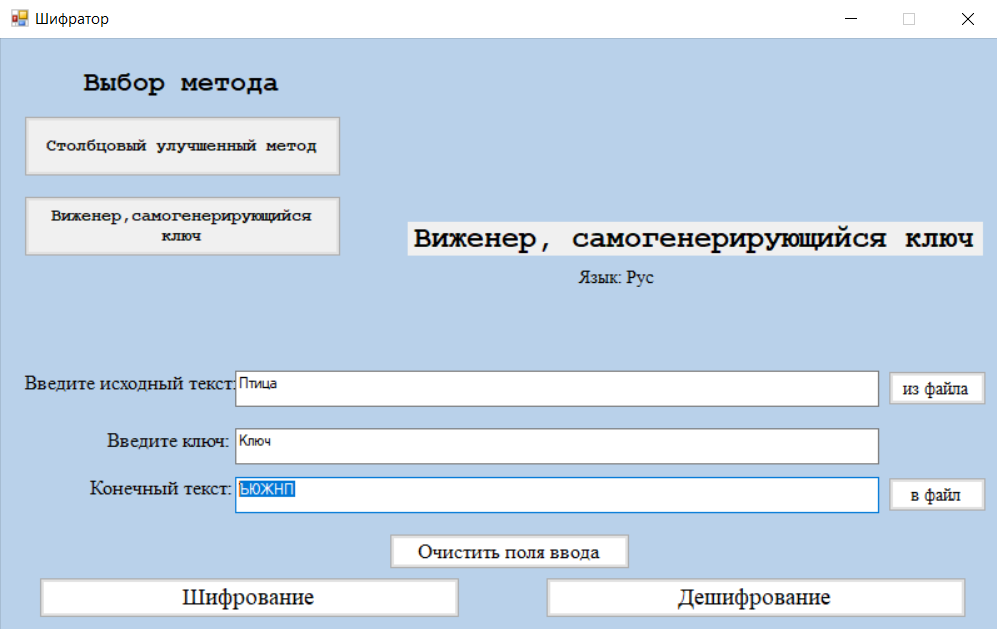 Шифратор
Выбор метода
Столбцовый улучшенный метод
Виженер,самогенерирующийся
ключ
Виженер, самогенерирующийся ключ
Язык: Рус
Введите исходный текст: Птица из файла
Введите ключ: Ключ
Конечный текст: ЪЮЖНП в файл
Очистить поля ввода
Шифрование Дешифрование